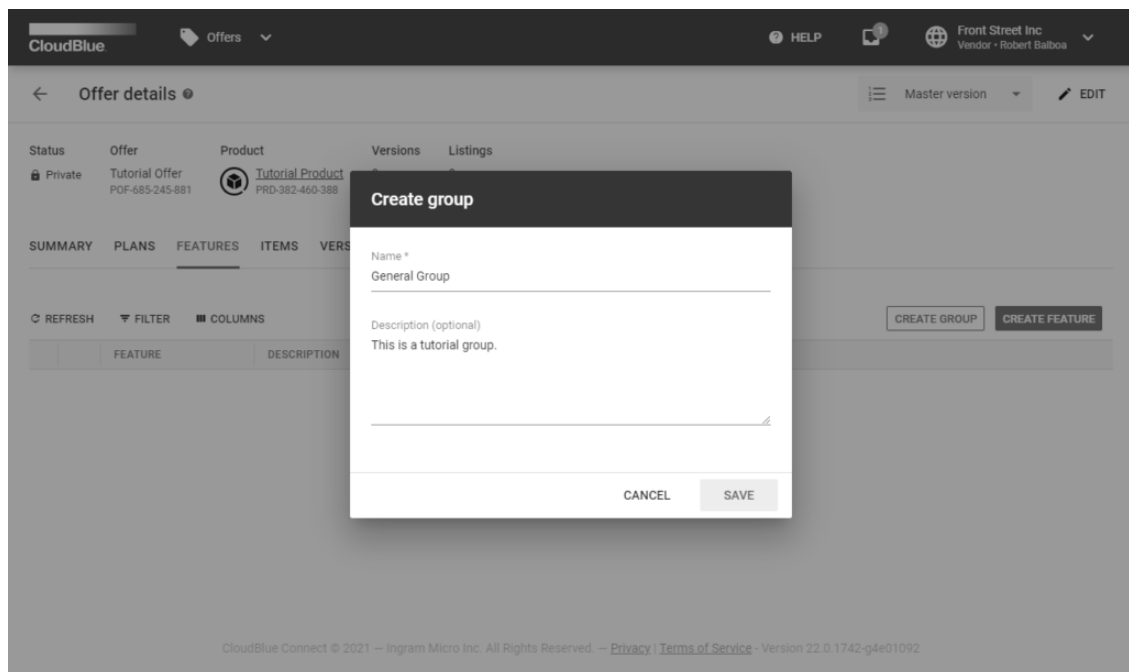 CloudBlue
Offers
HELP
1
Front Street Inc
Vendor • Robert Balboa
Offer details
Master version
EDIT
Status Offer Product Versions Listings
Private Tutorial Offer Tutorial Product
POF-685-245-881 PRD-382-460-388
Create group
SUMMARY PLANS FEATURES ITEMS VERS
Name *
General Group
REFRESH FILTER COLUMNS
CREATE GROUP CREATE FEATURE
Description (optional)
This is a tutorial group.
FEATURE DESCRIPTION
CANCEL SAVE
CloudBlue Connect © 2021 — Ingram Micro Inc. All Rights Reserved. — Privacy | Terms of Service - Version 22.0.1742-g4e01092